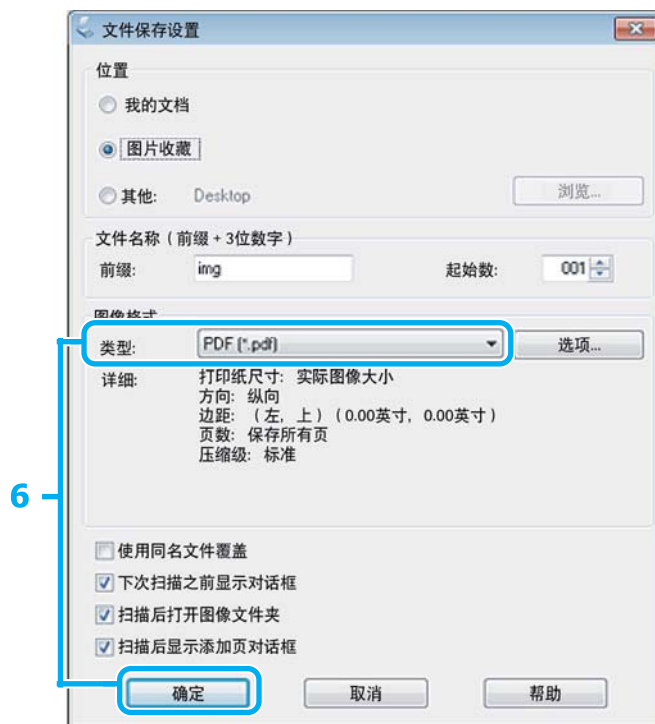 文件保存设置
位置
我的文档
图片收藏
其他: Desktop 浏览...
文件名称(前缀 + 3位数字)
前缀: img 起始数: 001
图像格式
类型: PDF (*.pdf) 选项...
详细: 打印纸尺寸: 实际图像大小
方向: 纵向
边距: (左, 上) (0.00英寸, 0.00英寸)
页数: 保存所有页
压缩级: 标准
6
使用同名文件覆盖
下次扫描之前显示对话框
扫描后打开图像文件夹
扫描后显示添加页对话框
确定 取消 帮助